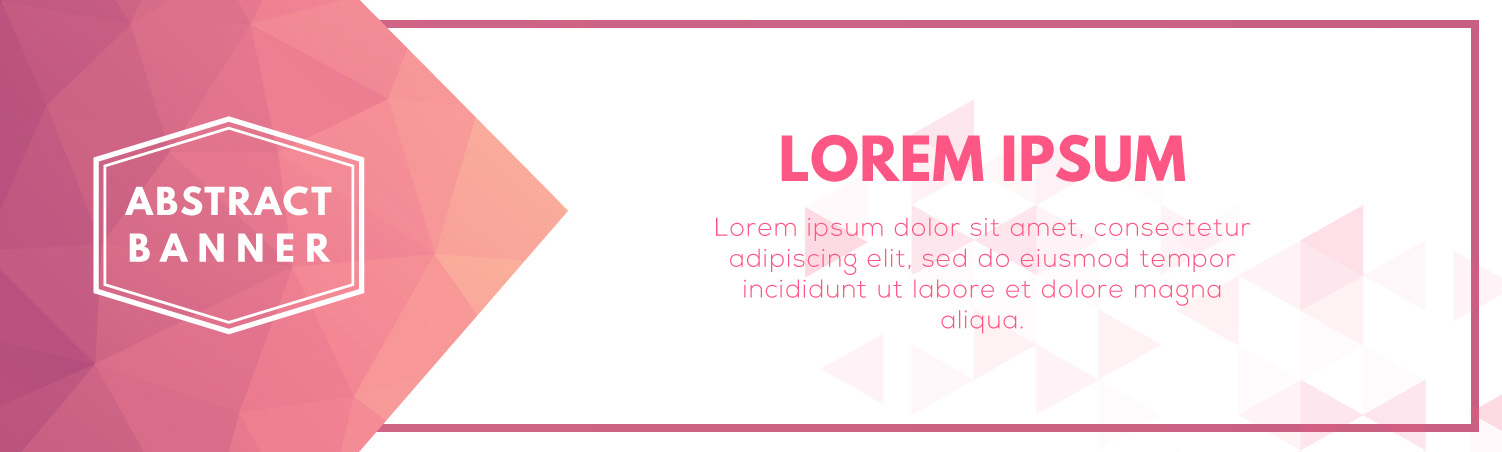 ABSTRACT
BANNER
LOREM IPSUM
Lorem ipsum dolor sit amet, consectetur
adipiscing elit, sed do eiusmod tempor
incididunt ut labore et dolore magna
aliqua.